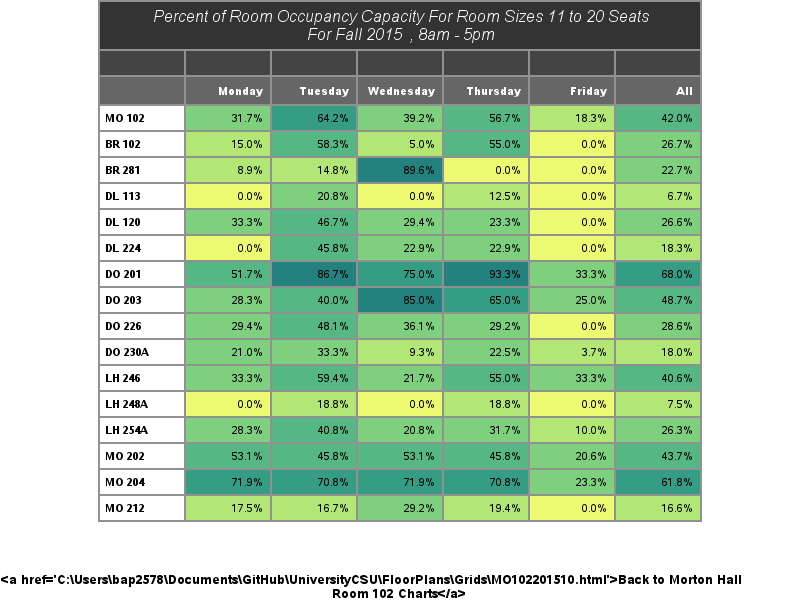 Percent of Room Occupancy Capacity For Room Sizes 11 to 20 Seats
For Fall 2015 , 8am - 5pm
Monday Tuesday Wednesday Thursday Friday All
MO 102 31.7% 64.2% 39.2% 56.7% 18.3% 42.0%
BR 102 15.0% 58.3% 5.0% 55.0% 0.0% 26.7%
BR 281 8.9% 14.8% 89.6% 0.0% 0.0% 22.7%
DL 113 0.0% 20.8% 0.0% 12.5% 0.0% 6.7%
DL 120 33.3% 46.7% 29.4% 23.3% 0.0% 26.6%
DL 224 0.0% 45.8% 22.9% 22.9% 0.0% 18.3%
DO 201 51.7% 86.7% 75.0% 93.3% 33.3% 68.0%
DO 203 28.3% 40.0% 85.0% 65.0% 25.0% 48.7%
DO 226 29.4% 48.1% 36.1% 29.2% 0.0% 28.6%
DO 230A 21.0% 33.3% 9.3% 22.5% 3.7% 18.0%
LH 246 33.3% 59.4% 21.7% 55.0% 33.3% 40.6%
LH 248A 0.0% 18.8% 0.0% 18.8% 0.0% 7.5%
LH 254A 28.3% 40.8% 20.8% 31.7% 10.0% 26.3%
MO 202 53.1% 45.8% 53.1% 45.8% 20.6% 43.7%
MO 204 71.9% 70.8% 71.9% 70.8% 23.3% 61.8%
MO 212 17.5% 16.7% 29.2% 19.4% 0.0% 16.6%
<a href='C:\Users\bap2578\Documents\GitHub\UniversityCSU\FloorPlans\Grids\MO102201510.html'>Back to Morton Hall
Room 102 Charts</a>